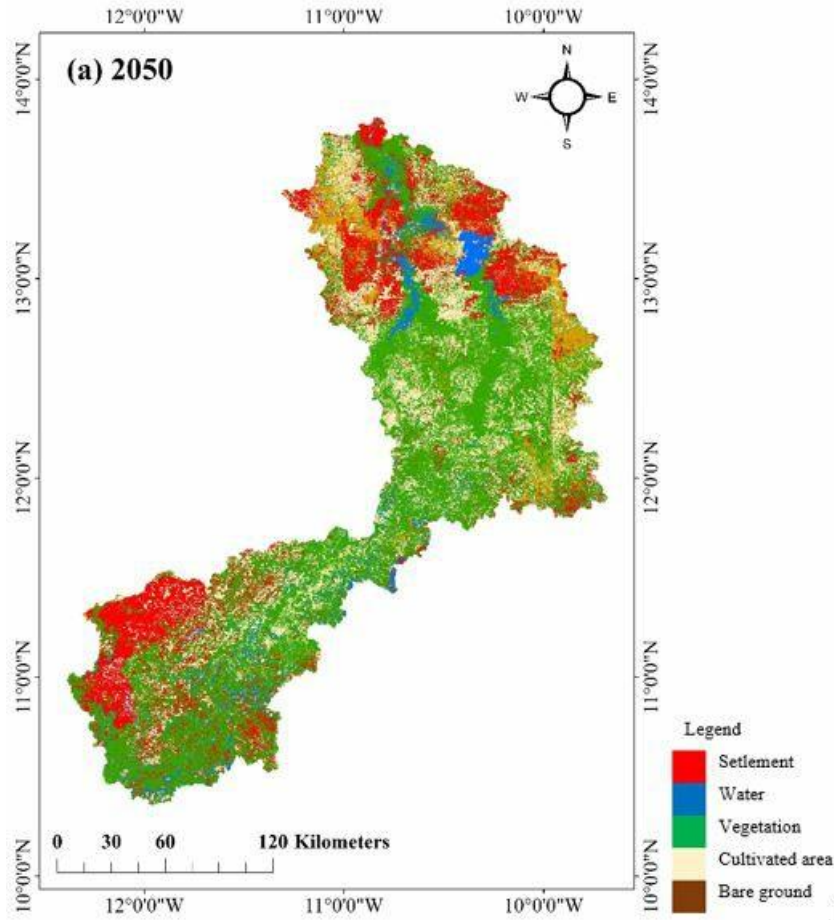 12°0'0"W 11°0'0"W 10°0'0"W
(a) 2050
N
W E
S
14°0'0"N 14°0'0"N
13°0'0"N 13°0'0"N
12°0'0"N 12°0'0"N
11°0'0"N 11°0'0"N
10°0'0"N 10°0'0"N
Legend
Setlement
Water
Vegetation
Cultivated area
Bare ground
0 30 60 120 Kilometers
12°0'0"W 11°0'0"W 10°0'0"W